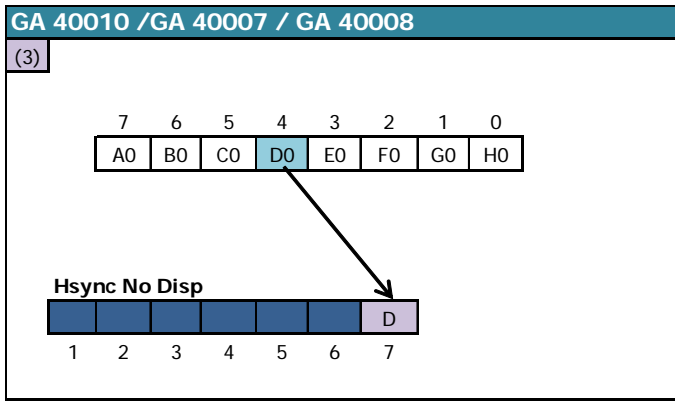 GA 40010 /GA 40007 / GA 40008
(3)
7 6 5 4 3 2 1 0
A0 B0 C0 D0 E0 F0 G0 H0
Hsync No Disp
D
1 2 3 4 5 6 7